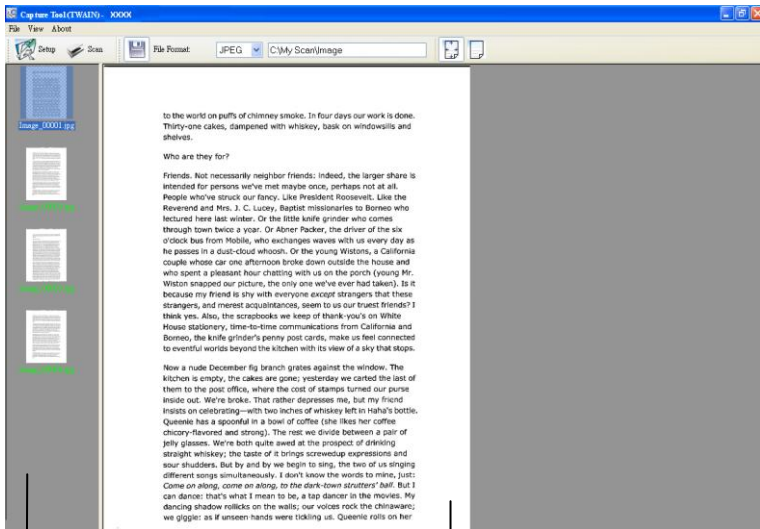 Capture Tool(TWAIN) - XXXX
File View About
Setup Scan File Format: JPEG C:\My Scan\Image
Image_00001.jpg
to the world on puffs of chimney smoke. In four days our work is done.
Thirty-one cakes, dampened with whiskey, bask on windowsills and
shelves.
Who are they for?
Friends. Not necessarily neighbor friends: indeed, the larger share is
intended for persons we've met maybe once, perhaps not at all.
People who've struck our fancy. Like President Roosevelt. Like the
Reverend and Mrs. J. C. Lucey, Baptist missionaries to Borneo who
lectured here last winter. Or the little knife grinder who comes
through town twice a year. Or Abner Packer, the driver of the six
o'clock bus from Mobile, who exchanges waves with us every day as
he passes in a dust-cloud whoosh. Or the young Wistons, a California
couple whose car one afternoon broke down outside the house and
who spent a pleasant hour chatting with us on the porch (young Mr.
Wiston snapped our picture, the only one we've ever had taken). Is it
because my friend is shy with everyone except strangers that these
strangers, and merest acquaintances, seem to us our truest friends? I
think yes. Also, the scrapbooks we keep of thank-you's on White
House stationery, time-to-time communications from California and
Borneo, the knife grinder's penny post cards, make us feel connected
to eventful worlds beyond the kitchen with its view of a sky that stops.
Now a nude December fig branch grates against the window. The
kitchen is empty, the cakes are gone; yesterday we carted the last of
them to the post office, where the cost of stamps turned our purse
inside out. We're broke. That rather depresses me, but my friend
insists on celebrating—with two inches of whiskey left in Haha's bottle.
Queenie has a spoonful in a bowl of coffee (she likes her coffee
chicory-flavored and strong). The rest we divide between a pair of
jelly glasses. We're both quite awed at the prospect of drinking
straight whiskey; the taste of it brings screwedup expressions and
sour shudders. But by and by we begin to sing, the two of us singing
different songs simultaneously. I don't know the words to mine, just:
Come on along, come on along, to the dark-town strutters' ball. But I
can dance: that's what I mean to be, a tap dancer in the movies. My
dancing shadow rollicks on the walls; our voices rock the chinaware;
we giggle: as if unseen hands were tickling us. Queenie rolls on her